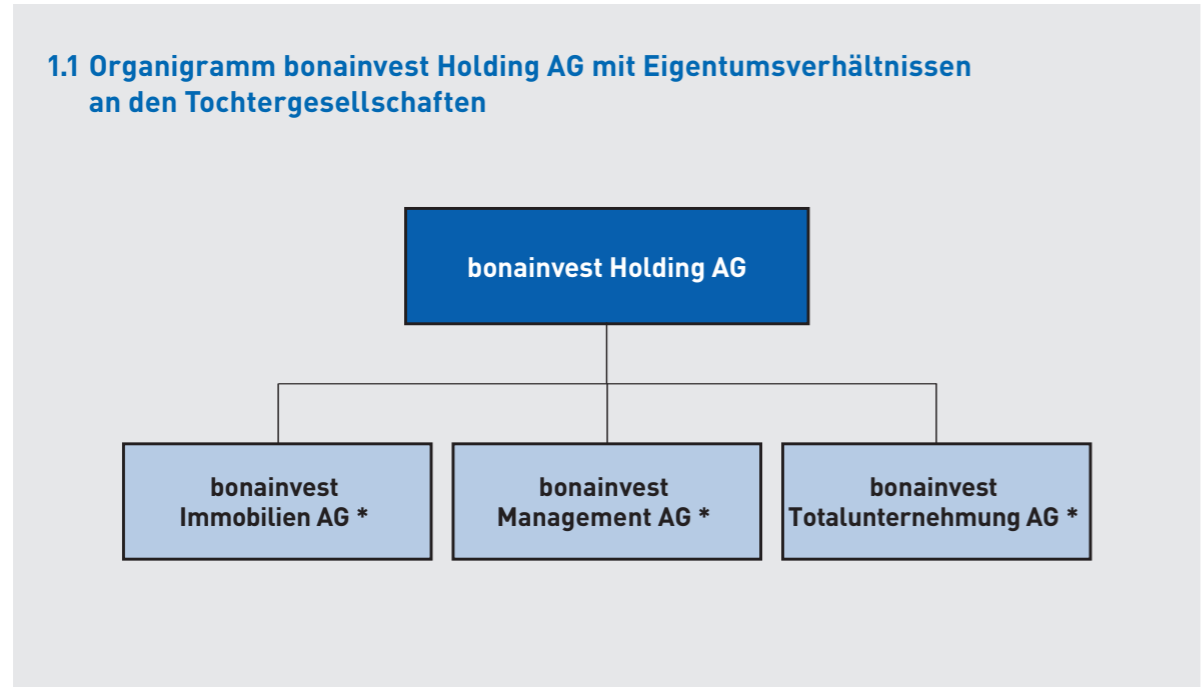 1.1 Organigramm bonainvest Holding AG mit Eigentumsverhältnissen
an den Tochtergesellschaften
bonainvest Holding AG
bonainvest
Immobilien AG *
bonainvest
Management AG *
bonainvest
Totalunternehmung AG *